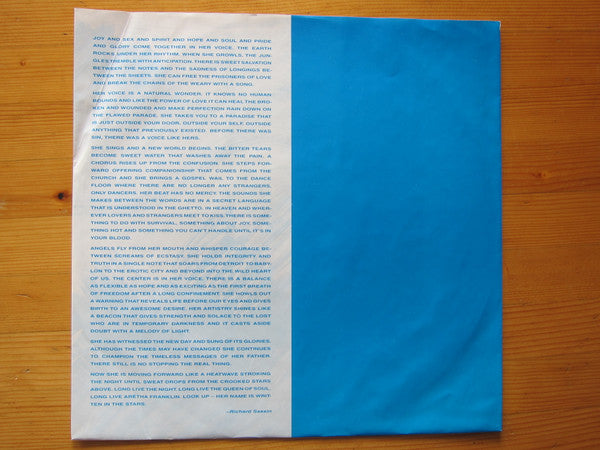 JOY AND SEX AND SPIRIT AND HOPE AND SOUL AND PRIDE
AND GLORY COME TOGETHER IN HER VOICE. THE EARTH
ROCKS UNDER HER RHYTHM. WHEN SHE GROWLS, THE JUN-
GLES TREMBLE WITH ANTICIPATION. THERE IS SWEET SALVATION
BETWEEN THE NOTES AND THE SADNESS OF LONGINGS BE-
TWEEN THE SHEETS. SHE CAN FREE THE PRISONERS OF LOVE
AND BREAK THE CHAINS OF THE WEARY WITH A SONG.
HER VOICE IS A NATURAL WONDER. IT KNOWS NO HUMAN
BOUNDS AND LIKE THE POWER OF LOVE IT CAN HEAL THE BRO-
KEN AND WOUNDED AND MAKE PERFECTION RAIN DOWN ON
THE FLAWED PARADE. SHE TAKES YOU TO A PARADISE THAT
IS JUST OUTSIDE YOUR DOOR, OUTSIDE YOUR SELF, OUTSIDE
ANYTHING THAT PREVIOUSLY EXISTED. BEFORE THERE WAS
SIN, THERE WAS A VOICE LIKE HERS.
SHE SINGS AND A NEW WORLD BEGINS. THE BITTER TEARS
BECOME SWEET WATER THAT WASHES AWAY THE PAIN. A
CHORUS RISES UP FROM THE CONFUSION. SHE STEPS FOR-
WARD OFFERING COMPANIONSHIP THAT COMES FROM THE
CHURCH AND SHE BRINGS A GOSPEL WAIL TO THE DANCE
FLOOR WHERE THERE ARE NO LONGER ANY STRANGERS,
ONLY DANCERS. HER BEAT HAS NO MERCY. THE SOUNDS SHE
MAKES BETWEEN THE WORDS ARE IN A SECRET LANGUAGE
THAT IS UNDERSTOOD IN THE GHETTO, IN HEAVEN AND WHER-
EVER LOVERS AND STRANGERS MEET TO KISS. THERE IS SOME-
THING TO DO WITH SURVIVAL, SOMETHING ABOUT JOY, SOME-
THING HOT AND SOMETHING YOU CAN'T HANDLE UNTIL IT'S IN
YOUR BLOOD.
ANGELS FLY FROM HER MOUTH AND WHISPER COURAGE BE-
TWEEN SCREAMS OF ECSTASY. SHE HOLDS INTEGRITY AND
TRUTH IN A SINGLE NOTE THAT SOARS FROM DETROIT TO BABY-
LON TO THE EROTIC CITY AND BEYOND INTO THE WILD HEART
OF US. THE CENTER IS IN HER VOICE. THERE IS A BALANCE
AS FLEXIBLE AS HOPE AND AS EXCITING AS THE FIRST BREATH
OF FREEDOM AFTER A LONG CONFINEMENT. SHE HOWLS OUT
A WARNING THAT REVEALS LIFE BEFORE OUR EYES AND GIVES
BIRTH TO AN AWESOME DESIRE. HER ARTISTRY SHINES LIKE
A BEACON THAT GIVES STRENGTH AND SOLACE TO THE LOST
WHO ARE IN TEMPORARY DARKNESS AND IT CASTS ASIDE
DOUBT WITH A MELODY OF LIGHT.
SHE HAS WITNESSED THE NEW DAY AND SUNG OF ITS GLORIES.
ALTHOUGH THE TIMES MAY HAVE CHANGED SHE CONTINUES
TO CHAMPION THE TIMELESS MESSAGES OF HER FATHER.
THERE STILL IS NO STOPPING THE REAL THING.
NOW SHE IS MOVING FORWARD LIKE A HEATWAVE STROKING
THE NIGHT UNTIL SWEAT DROPS FROM THE CROOKED STARS
ABOVE. LONG LIVE THE NIGHT. LONG LIVE THE QUEEN OF SOUL.
LONG LIVE ARETHA FRANKLIN. LOOK UP – HER NAME IS WRIT-
TEN IN THE STARS.
–Richard Saskin